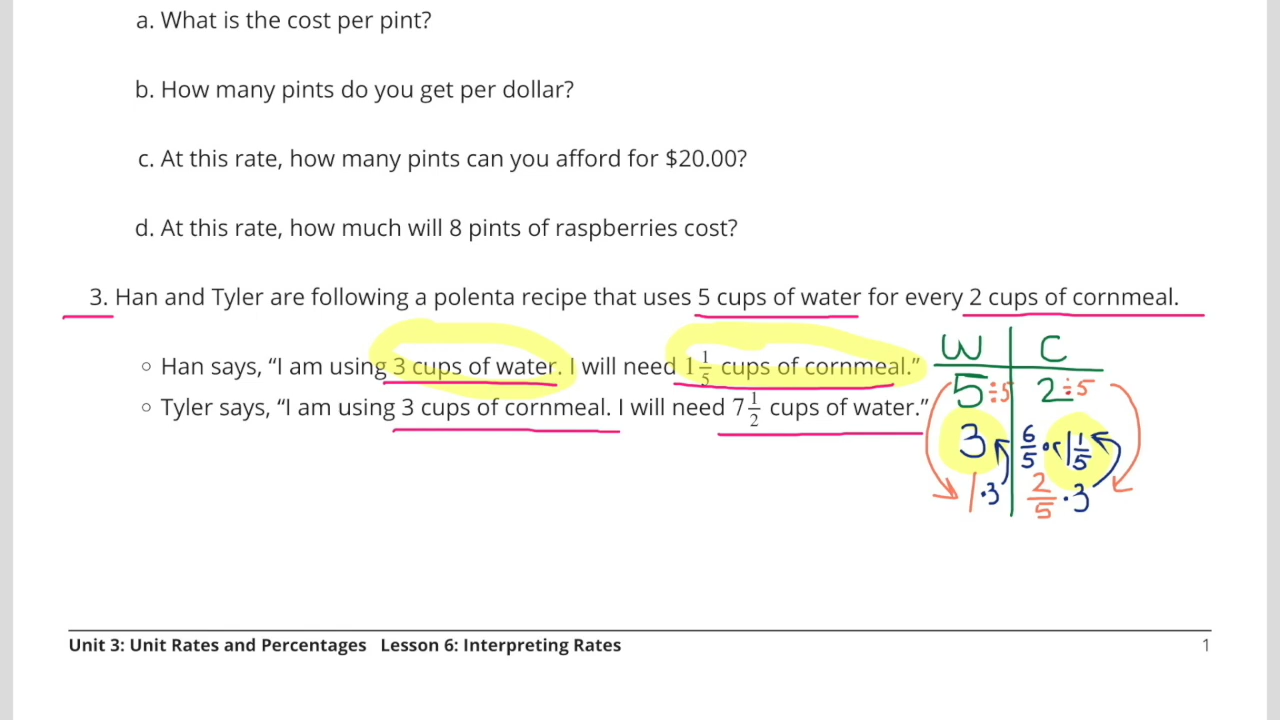 a. What is the cost per pint?
b. How many pints do you get per dollar?
c. At this rate, how many pints can you afford for $20.00?
d. At this rate, how much will 8 pints of raspberries cost?
3. Han and Tyler are following a polenta recipe that uses 5 cups of water for every 2 cups of cornmeal.
◦ Han says, “I am using 3 cups of water. I will need 1 1/5 cups of cornmeal.”
◦ Tyler says, “I am using 3 cups of cornmeal. I will need 7 1/2 cups of water.”
W C
5÷5 2÷5
3 6/5 or 1 1/5
1·3 2/5·3
Unit 3: Unit Rates and Percentages Lesson 6: Interpreting Rates 1